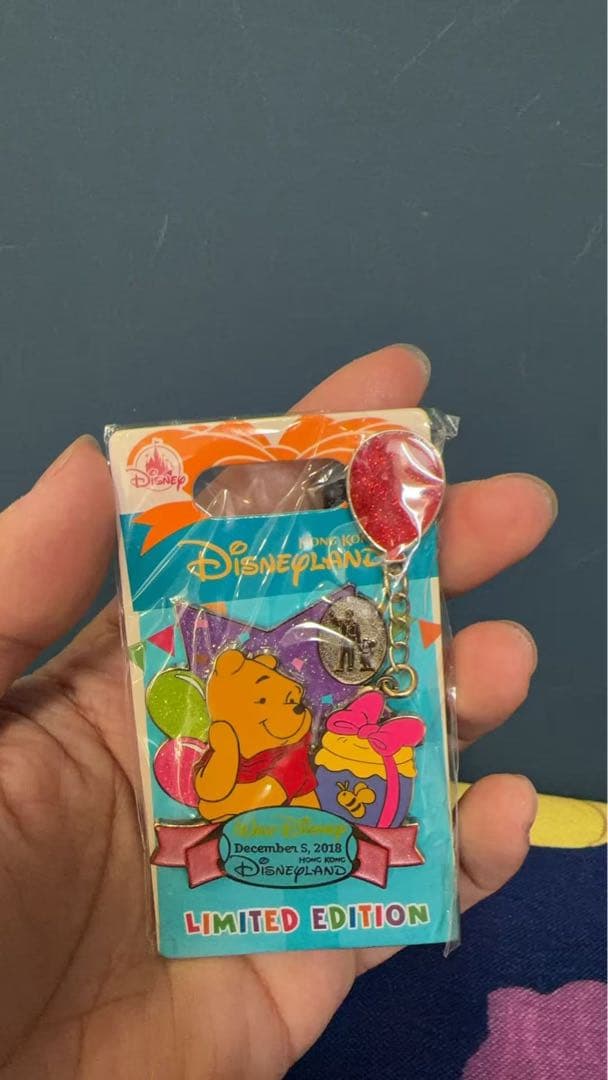 Disney
HONG KONG
DISNEYLAND
Walt Disney
December 5, 2018
HONG KONG
DISNEYLAND
LIMITED EDITION